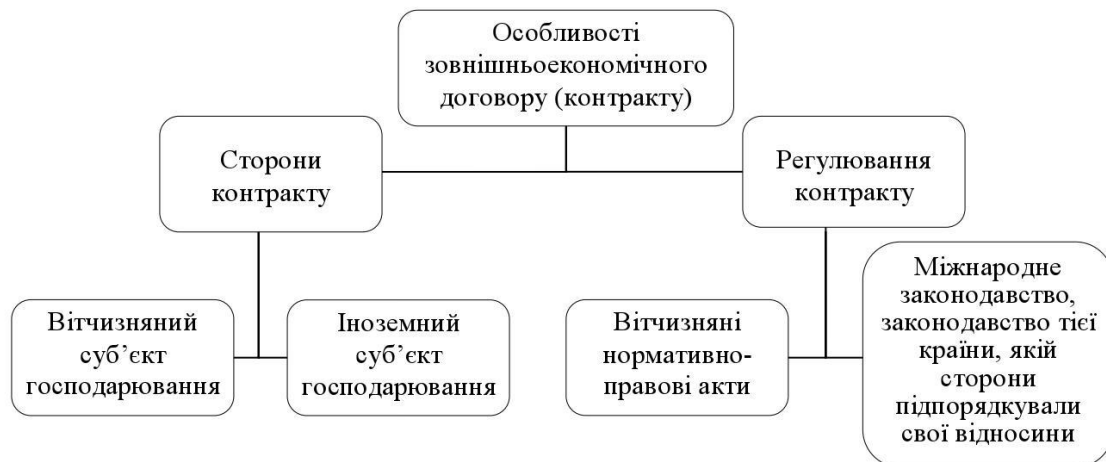 Особливості
зовнішньоекономічного
договору (контракту)
Сторони
контракту
Регулювання
контракту
Вітчизняний
суб’єкт
господарювання
Іноземний
суб’єкт
господарювання
Вітчизняні
нормативно-
правові акти
Міжнародне
законодавство,
законодавство тієї
країни, якій
сторони
підпорядкували
свої відносини